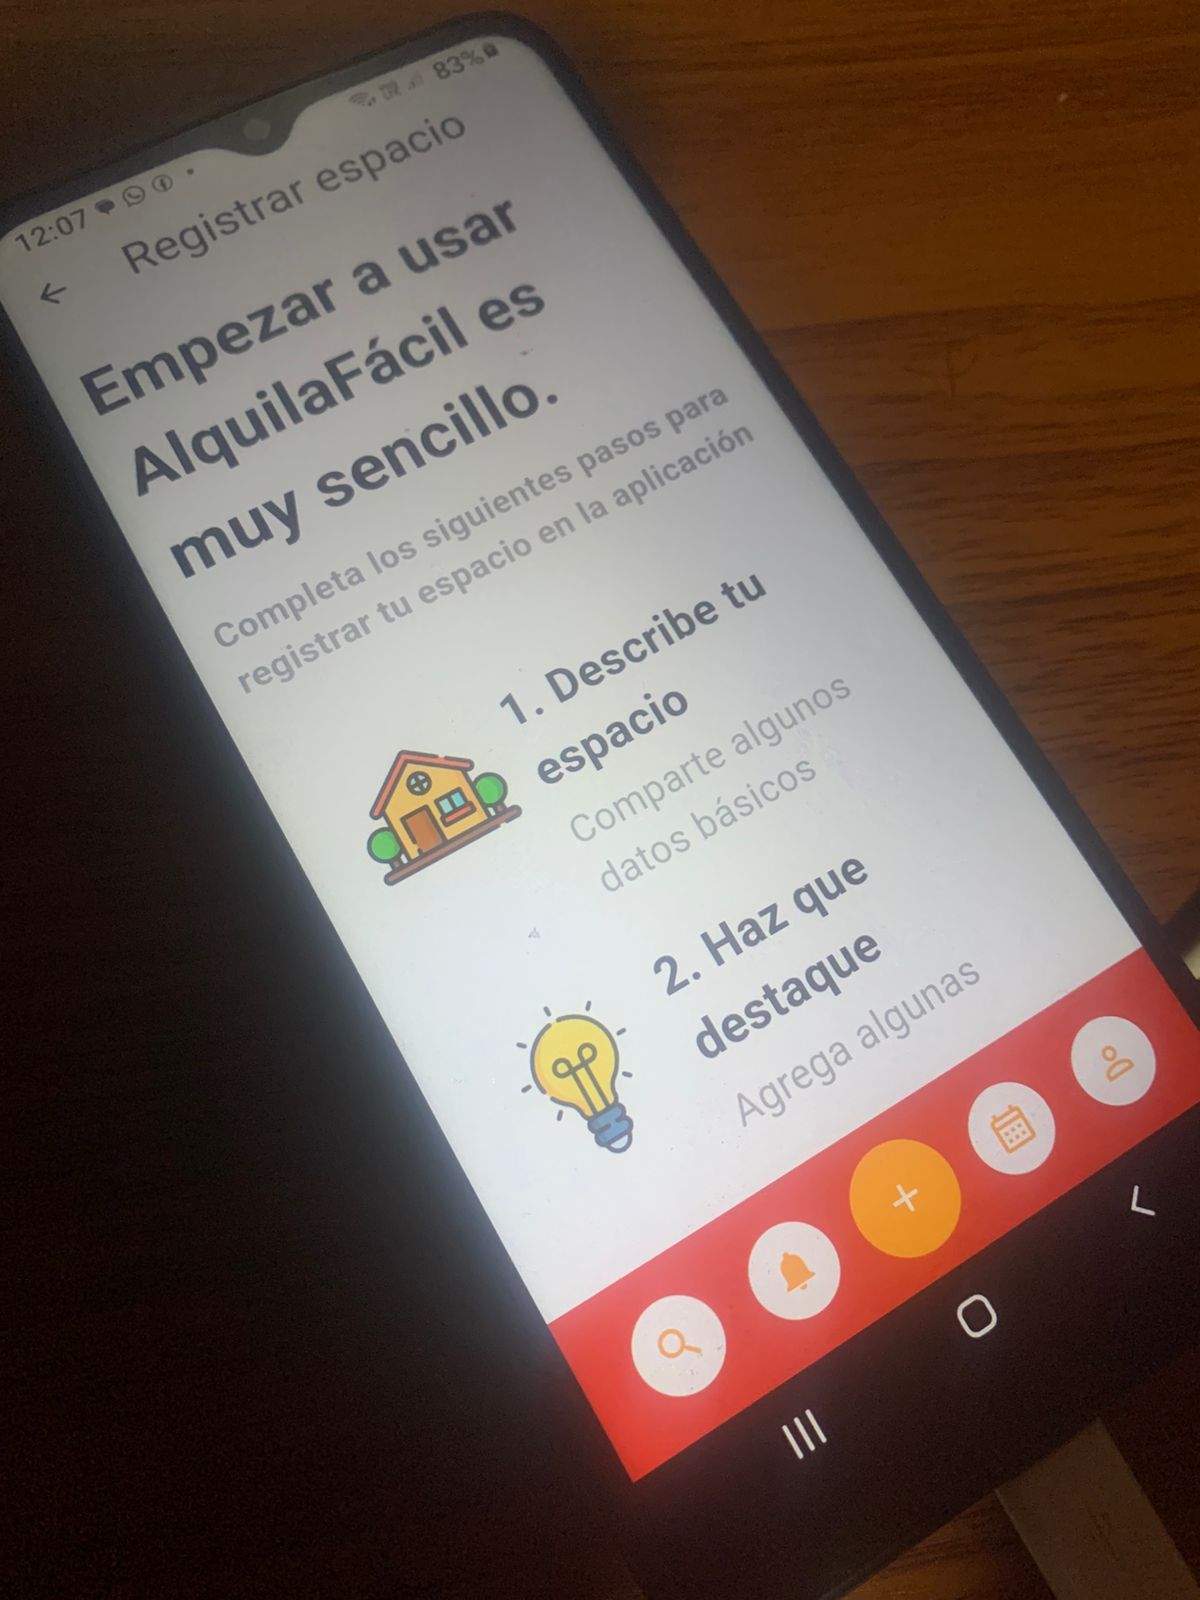 12:07
83%
Registrar espacio
Empezar a usar
AlquilaFácil es
muy sencillo.
Completa los siguientes pasos para
registrar tu espacio en la aplicación
1. Describe tu
espacio
Comparte algunos
datos básicos
2. Haz que
destaque
Agrega algunas